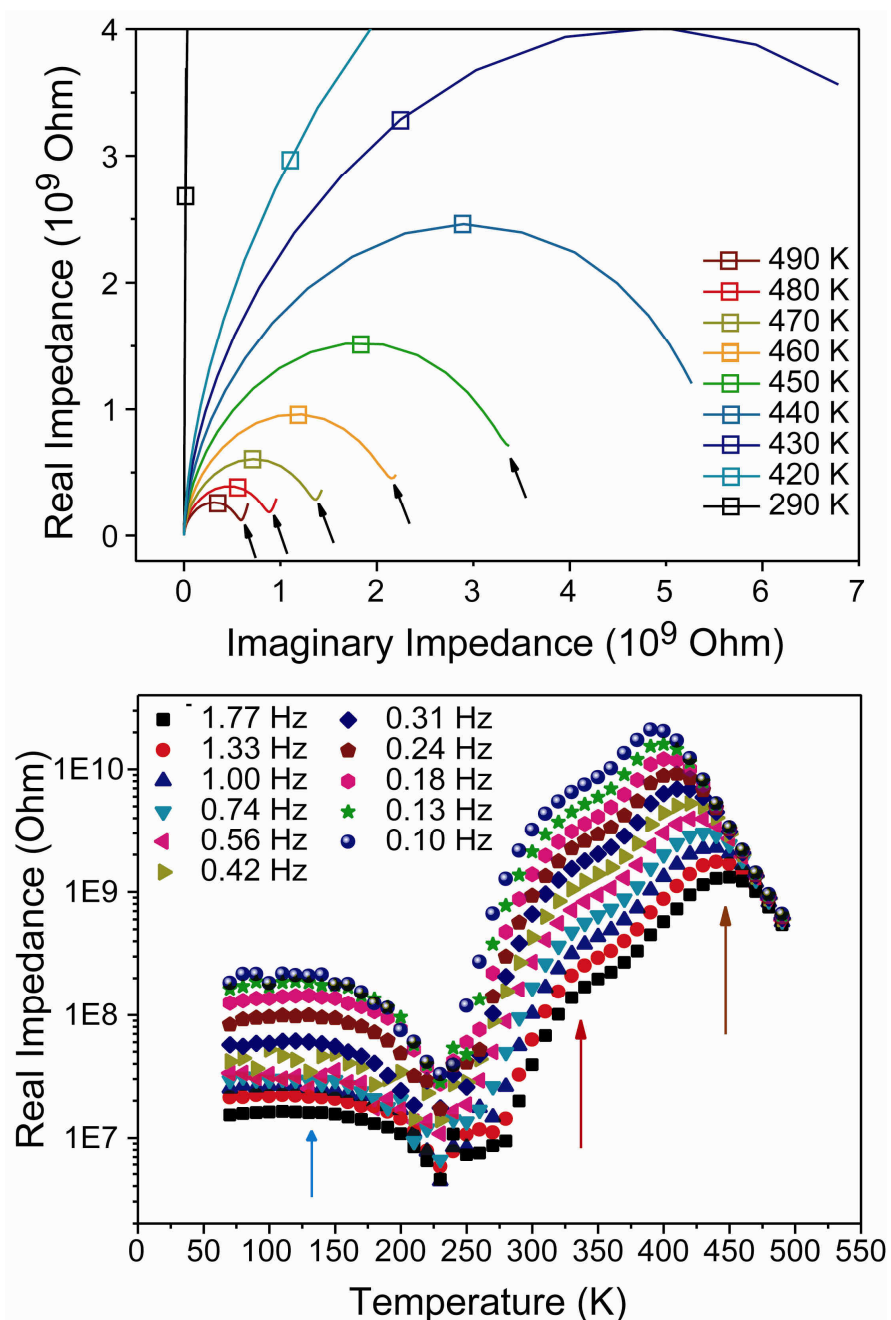 4
3
2
1
0
Real Impedance (10⁹ Ohm)
490 K
480 K
470 K
460 K
450 K
440 K
430 K
420 K
290 K
0 1 2 3 4 5 6 7
Imaginary Impedance (10⁹ Ohm)
1.77 Hz
1.33 Hz
1.00 Hz
0.74 Hz
0.56 Hz
0.42 Hz
0.31 Hz
0.24 Hz
0.18 Hz
0.13 Hz
0.10 Hz
1E10
1E9
1E8
1E7
Real Impedance (Ohm)
0 50 100 150 200 250 300 350 400 450 500 550
Temperature (K)